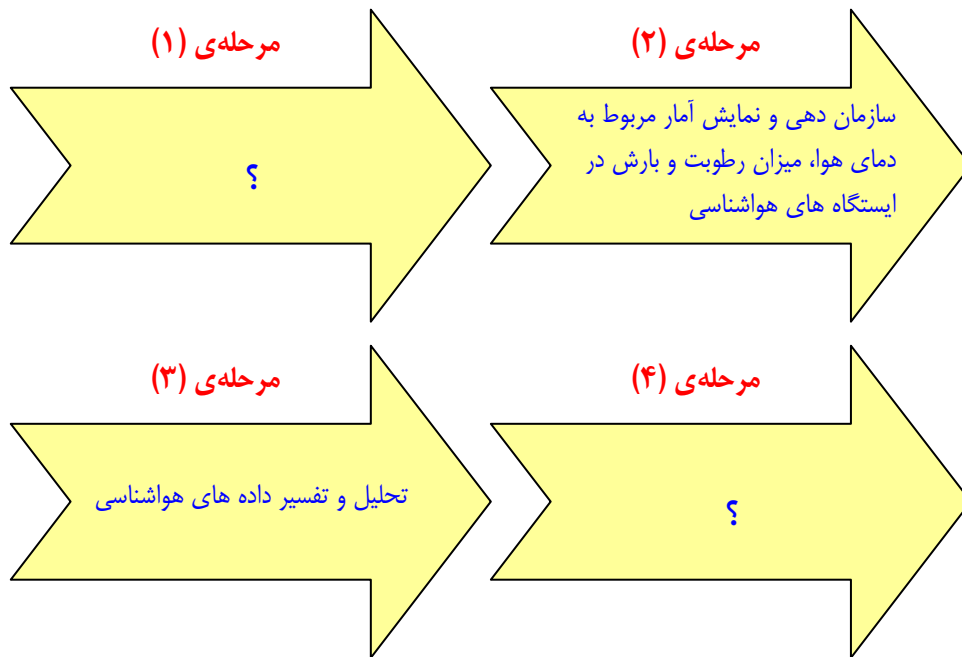 مرحله‌ی (۱)
؟
مرحله‌ی (۲)
سازمان دهی و نمایش آمار مربوط به
دمای هوا، میزان رطوبت و بارش در
ایستگاه های هواشناسی
مرحله‌ی (۳)
تحلیل و تفسیر داده های هواشناسی
مرحله‌ی (۴)
؟